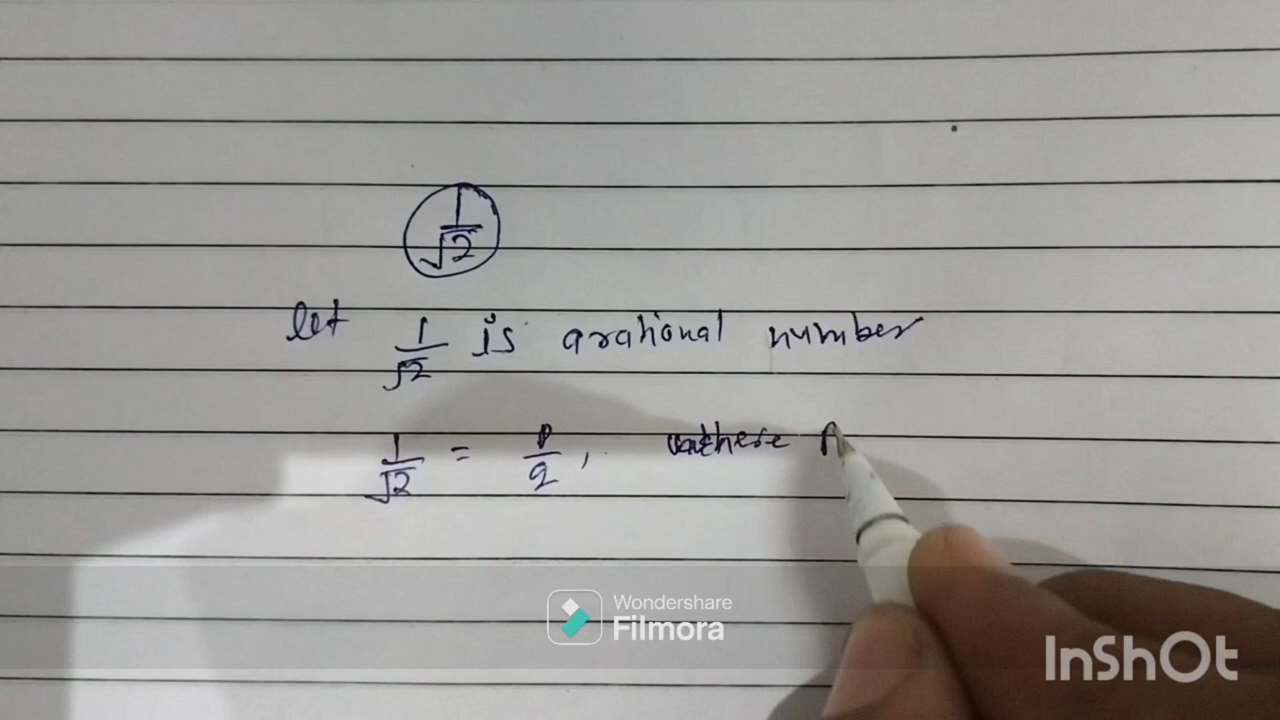 1/√2
let 1/√2 is a rational number
1/√2 = p/q, where p
Wondershare
Filmora
InShOt